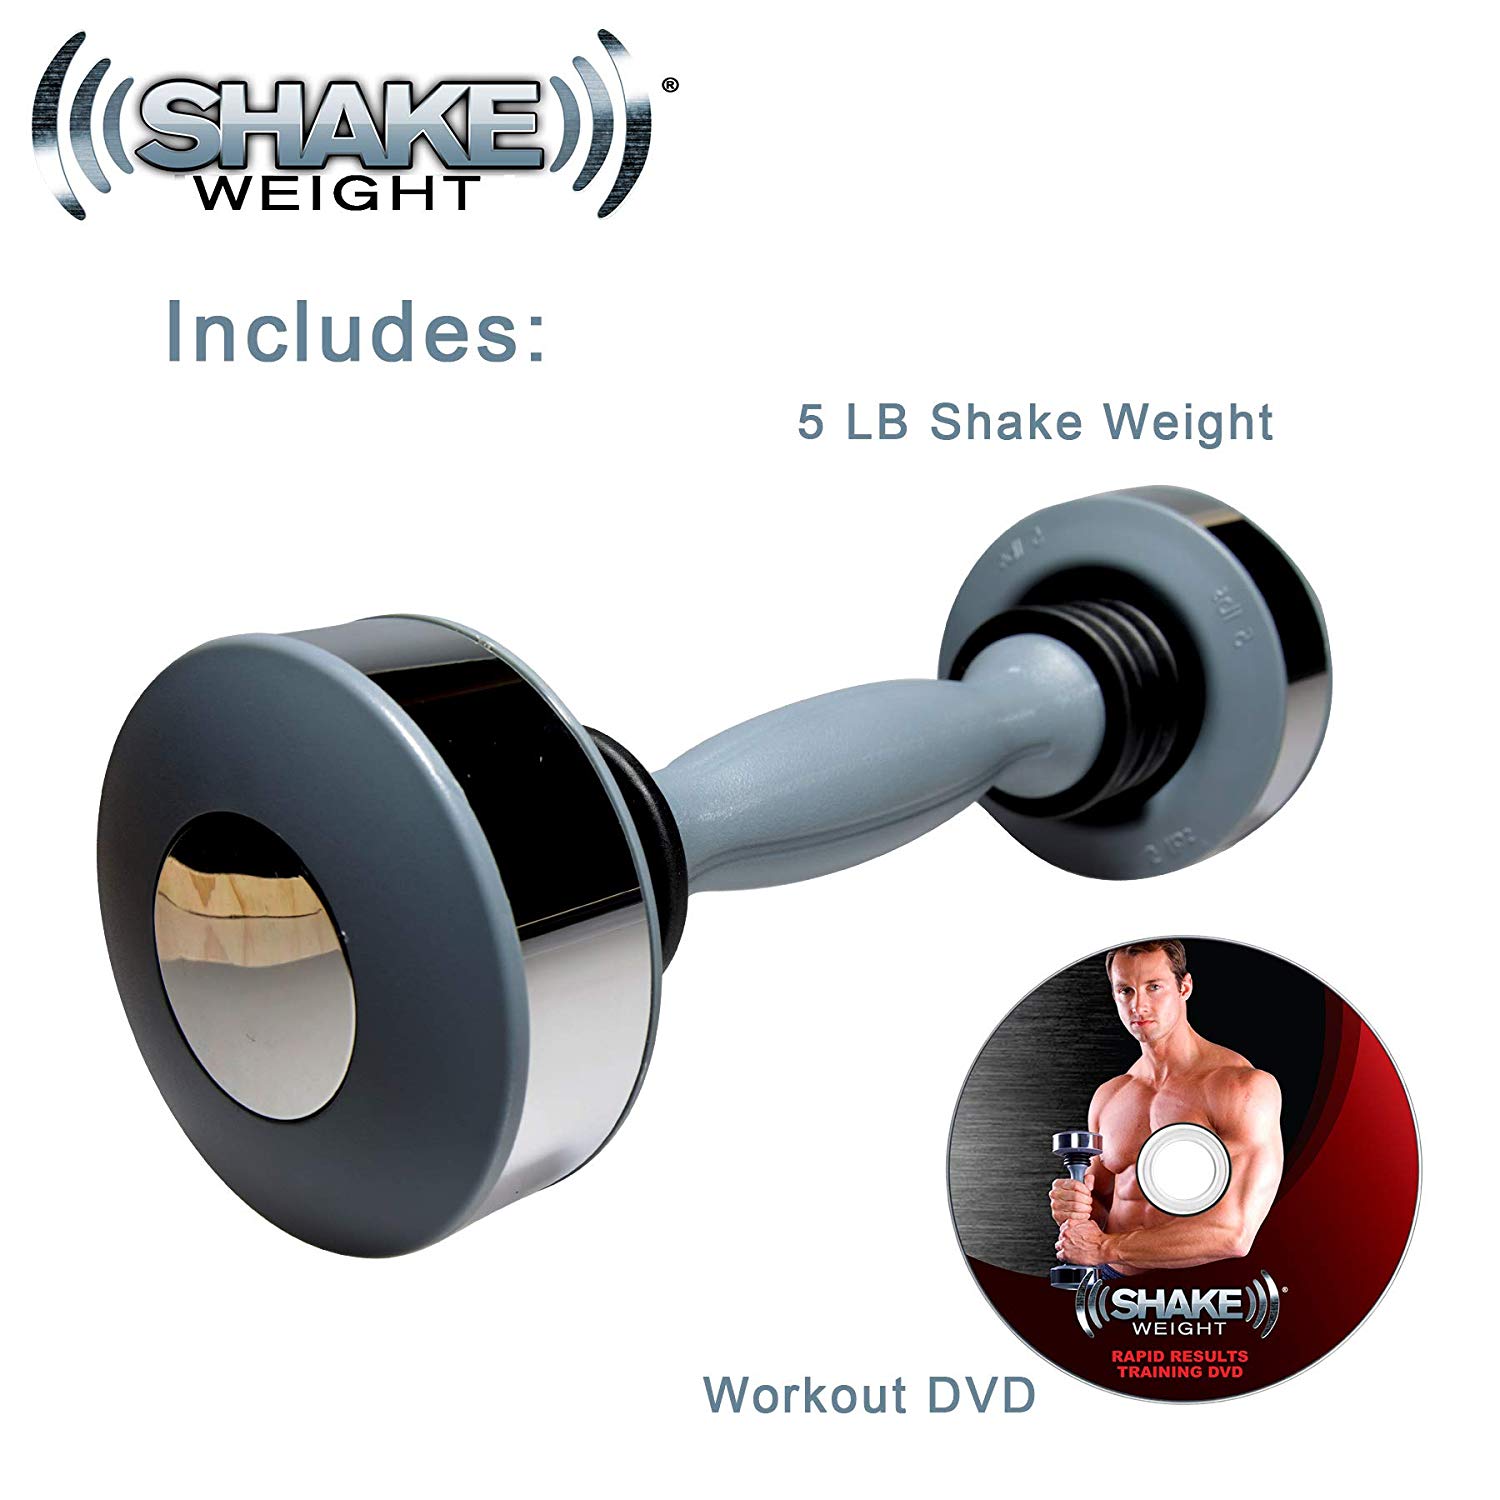 SHAKE®
WEIGHT
Includes:
5 LB Shake Weight
SHAKE®
WEIGHT
RAPID RESULTS
TRAINING DVD
Workout DVD